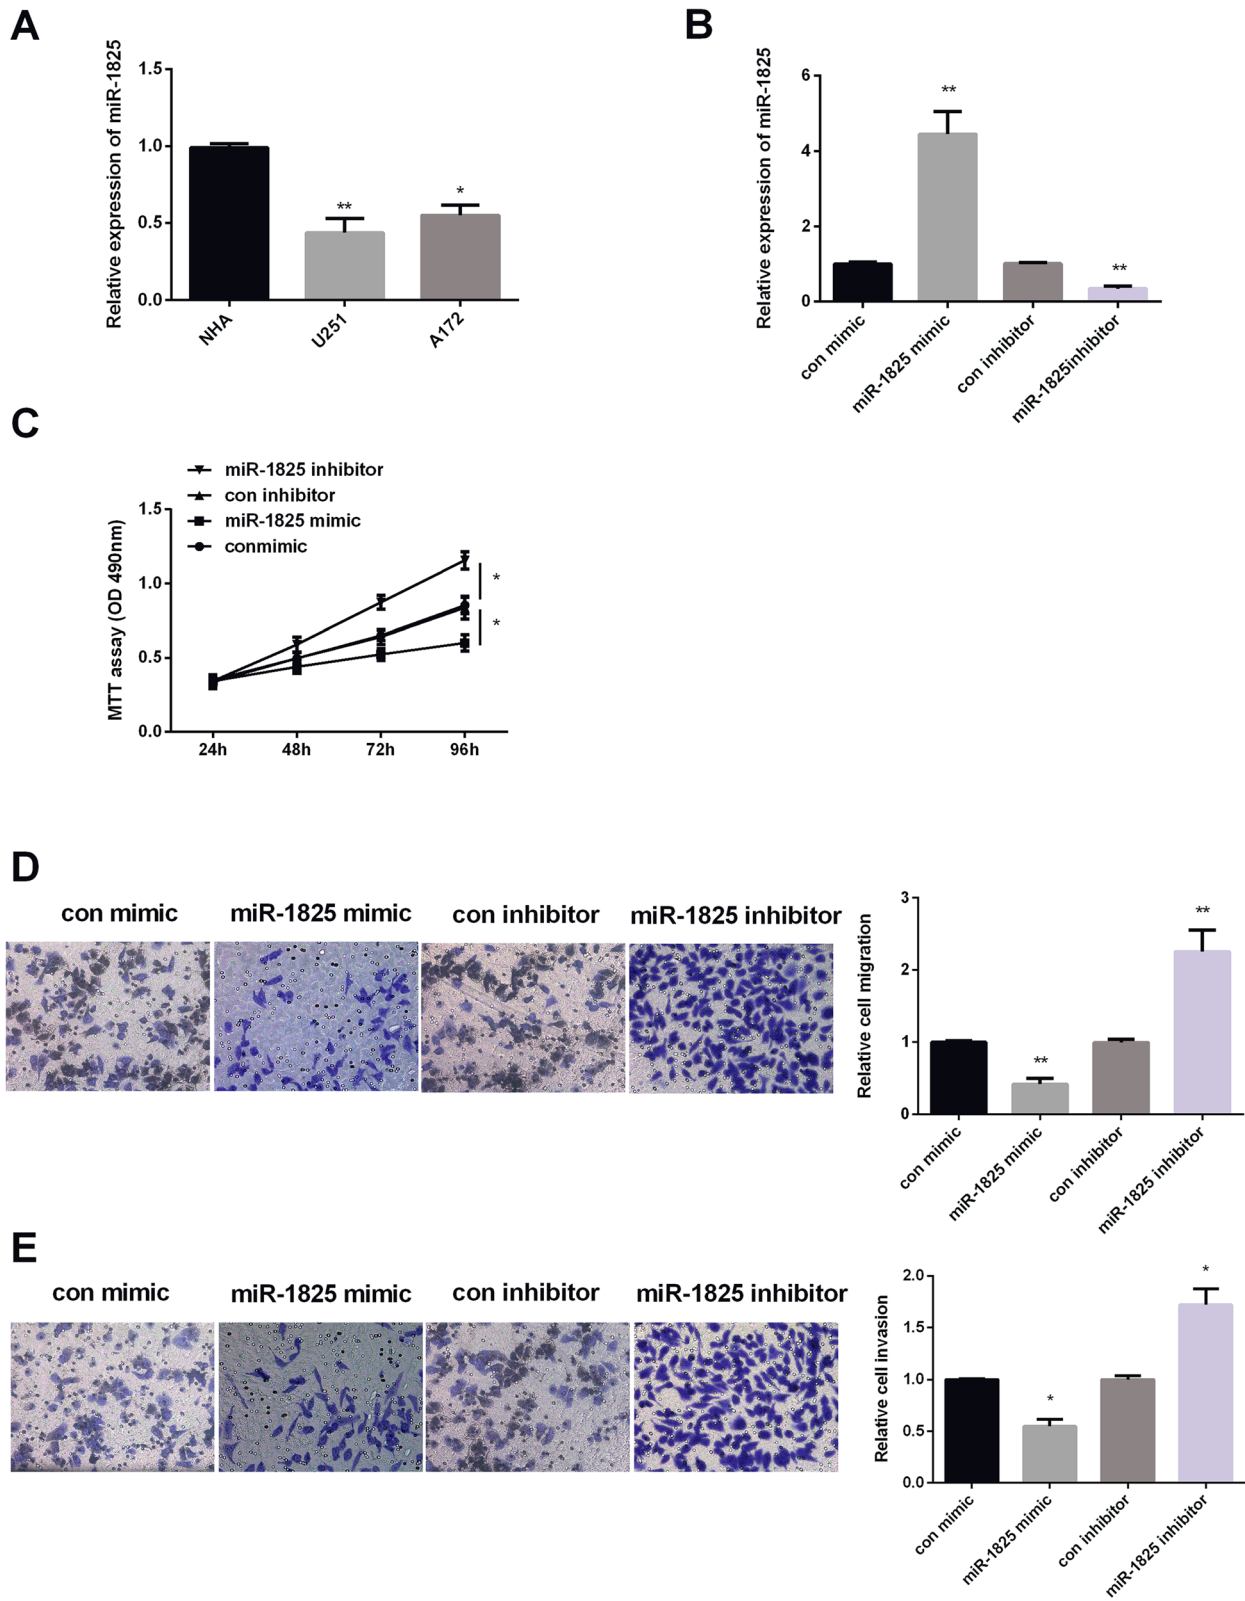 A
Relative expression of miR-1825
1.5
1.0
0.5
0.0
**
*
NHA
U251
A172
B
Relative expression of miR-1825
6
4
2
0
**
**
con mimic
miR-1825 mimic
con inhibitor
miR-1825inhibitor
C
miR-1825 inhibitor
con inhibitor
miR-1825 mimic
conmimic
MTT assay (OD 490nm)
1.5
1.0
0.5
0.0
*
*
24h
48h
72h
96h
D
con mimic
miR-1825 mimic
con inhibitor
miR-1825 inhibitor
Relative cell migration
3
2
1
0
**
**
con mimic
miR-1825 mimic
con inhibitor
miR-1825 inhibitor
E
con mimic
miR-1825 mimic
con inhibitor
miR-1825 inhibitor
Relative cell invasion
2.0
1.5
1.0
0.5
0.0
*
*
con mimic
miR-1825 mimic
con inhibitor
miR-1825 inhibitor